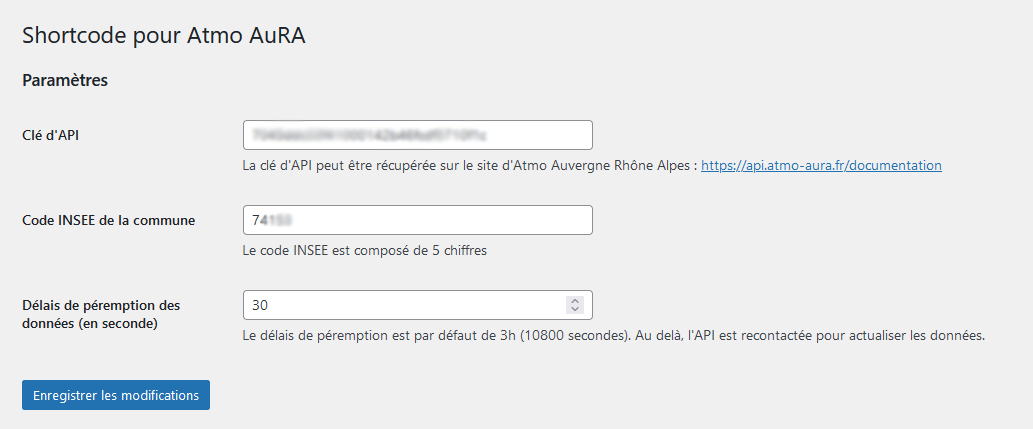 Shortcode pour Atmo AuRA
Paramètres
Clé d'API
La clé d'API peut être récupérée sur le site d'Atmo Auvergne Rhône Alpes : https://api.atmo-aura.fr/documentation
Code INSEE de la commune
Le code INSEE est composé de 5 chiffres
Délais de péremption des
données (en seconde)
30
Le délais de péremption est par défaut de 3h (10800 secondes). Au delà, l'API est recontactée pour actualiser les données.
Enregistrer les modifications